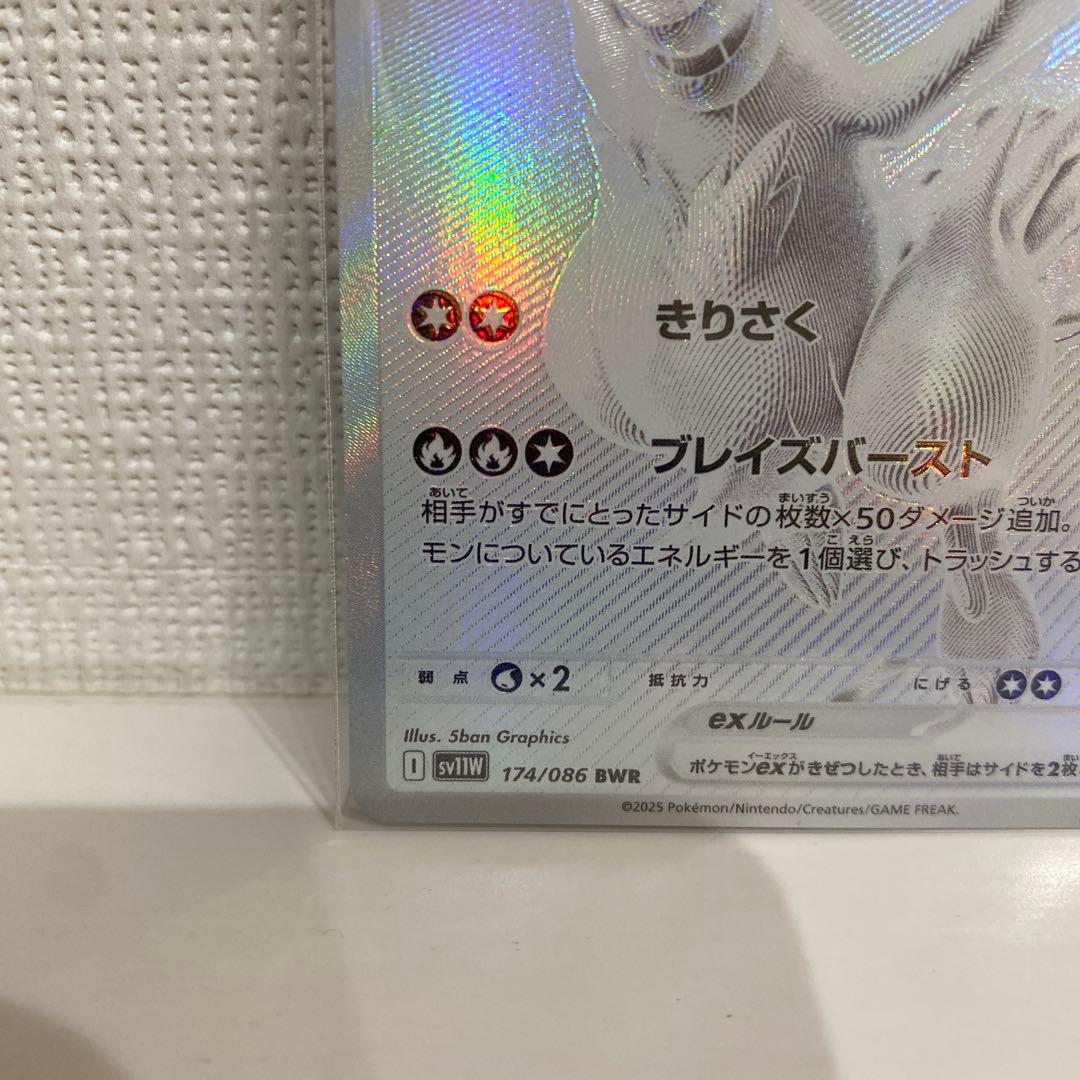 きりさく
ブレイズバースト
あいて まいすう ついか
相手がすでにとったサイドの枚数×50ダメージ追加。
こ えら
モンについているエネルギーを1個選び、トラッシュする
弱点 ×2 抵抗力 にげる
Illus. 5ban Graphics
exルール
I sv11W 174/086 BWR
イーエックス あいて まい
ポケモンexがきぜつしたとき、相手はサイドを2枚
©2025 Pokémon/Nintendo/Creatures/GAME FREAK.